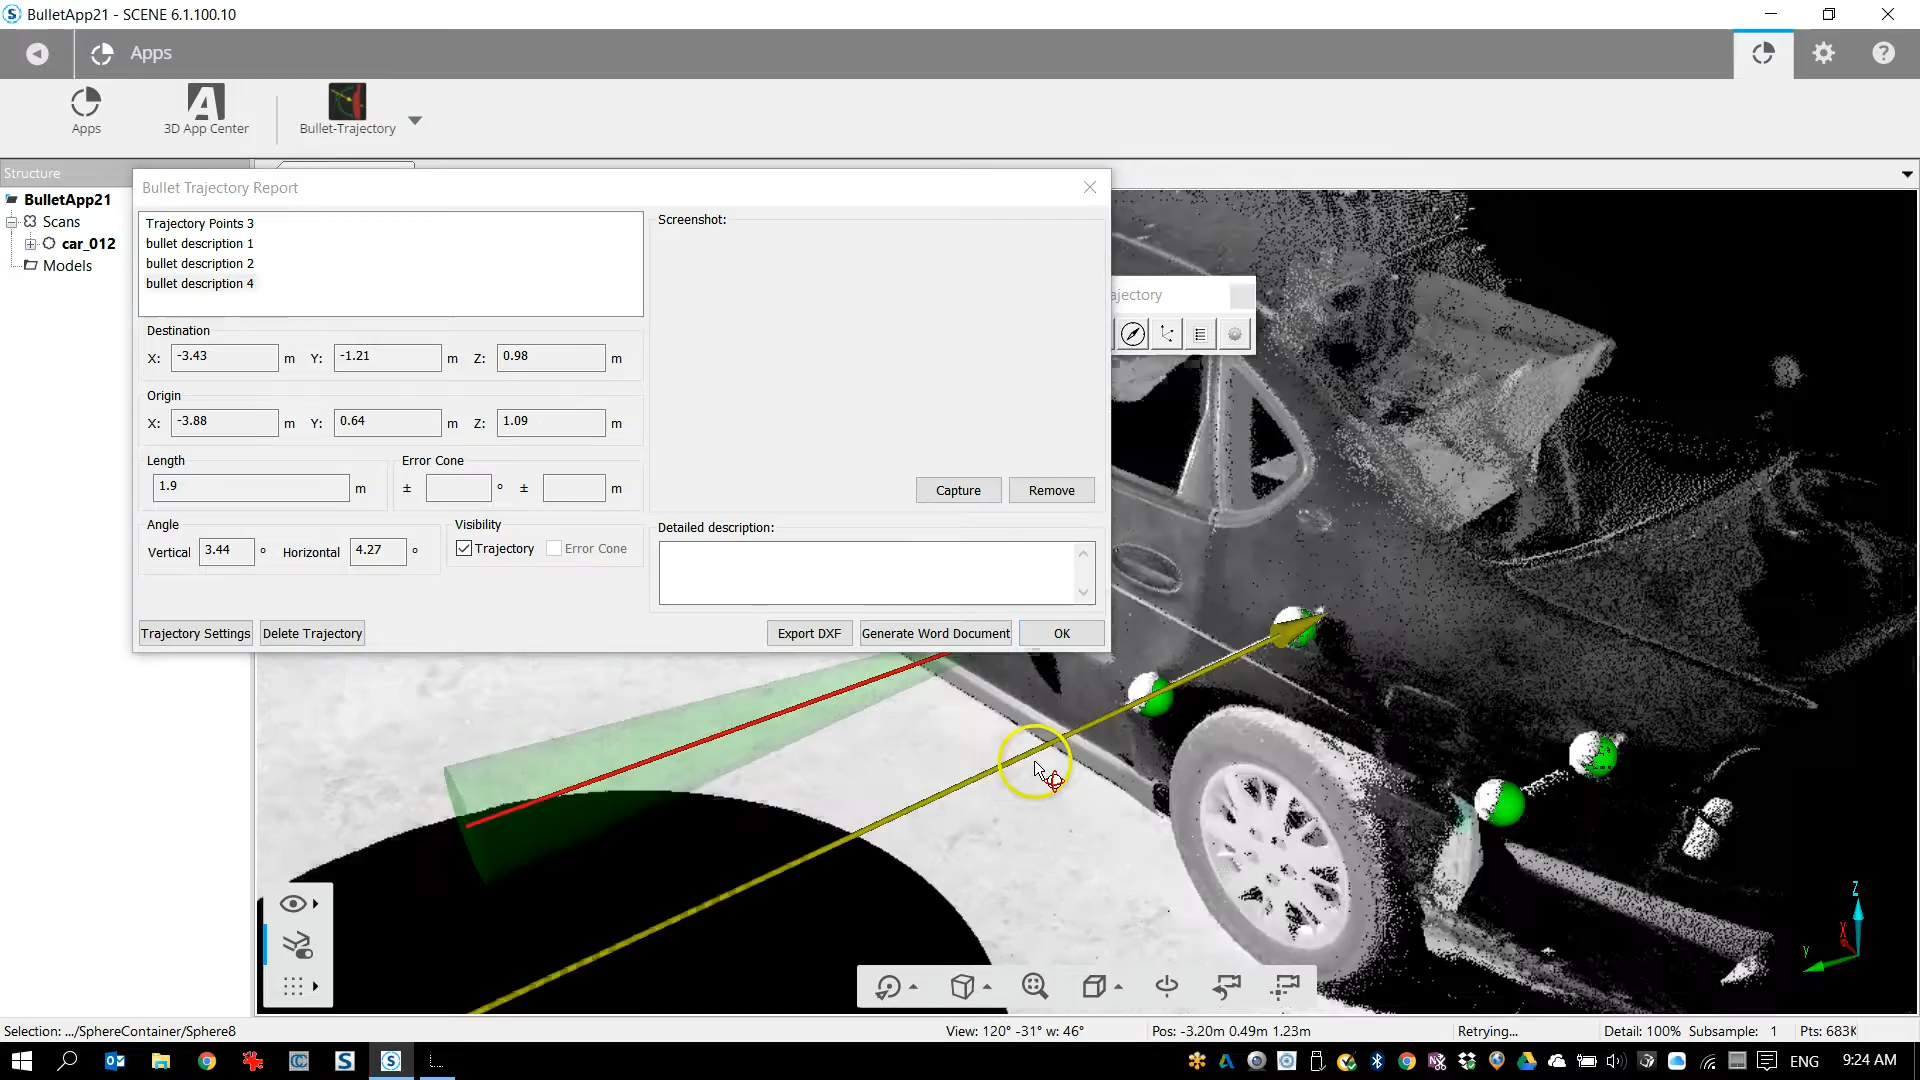 BulletApp21 - SCENE 6.1.100.10
Apps
Apps
3D App Center
Bullet-Trajectory
Structure
BulletApp21
Scans
car_012
Models
Bullet Trajectory Report
Trajectory Points 3
bullet description 1
bullet description 2
bullet description 4
Destination
X: -3.43 m Y: -1.21 m Z: 0.98 m
Origin
X: -3.88 m Y: 0.64 m Z: 1.09 m
Length
1.9 m
Error Cone
± ° ± m
Angle
Vertical 3.44 ° Horizontal 4.27 °
Visibility
Trajectory Error Cone
Trajectory Settings Delete Trajectory
Screenshot:
Capture Remove
Detailed description:
Export DXF Generate Word Document OK
ajectory
Z
X
Y
Selection: .../SphereContainer/Sphere8
View: 120° -31° w: 46°
Pos: -3.20m 0.49m 1.23m
Retrying...
Detail: 100% Subsample: 1 Pts: 683K
ENG
9:24 AM